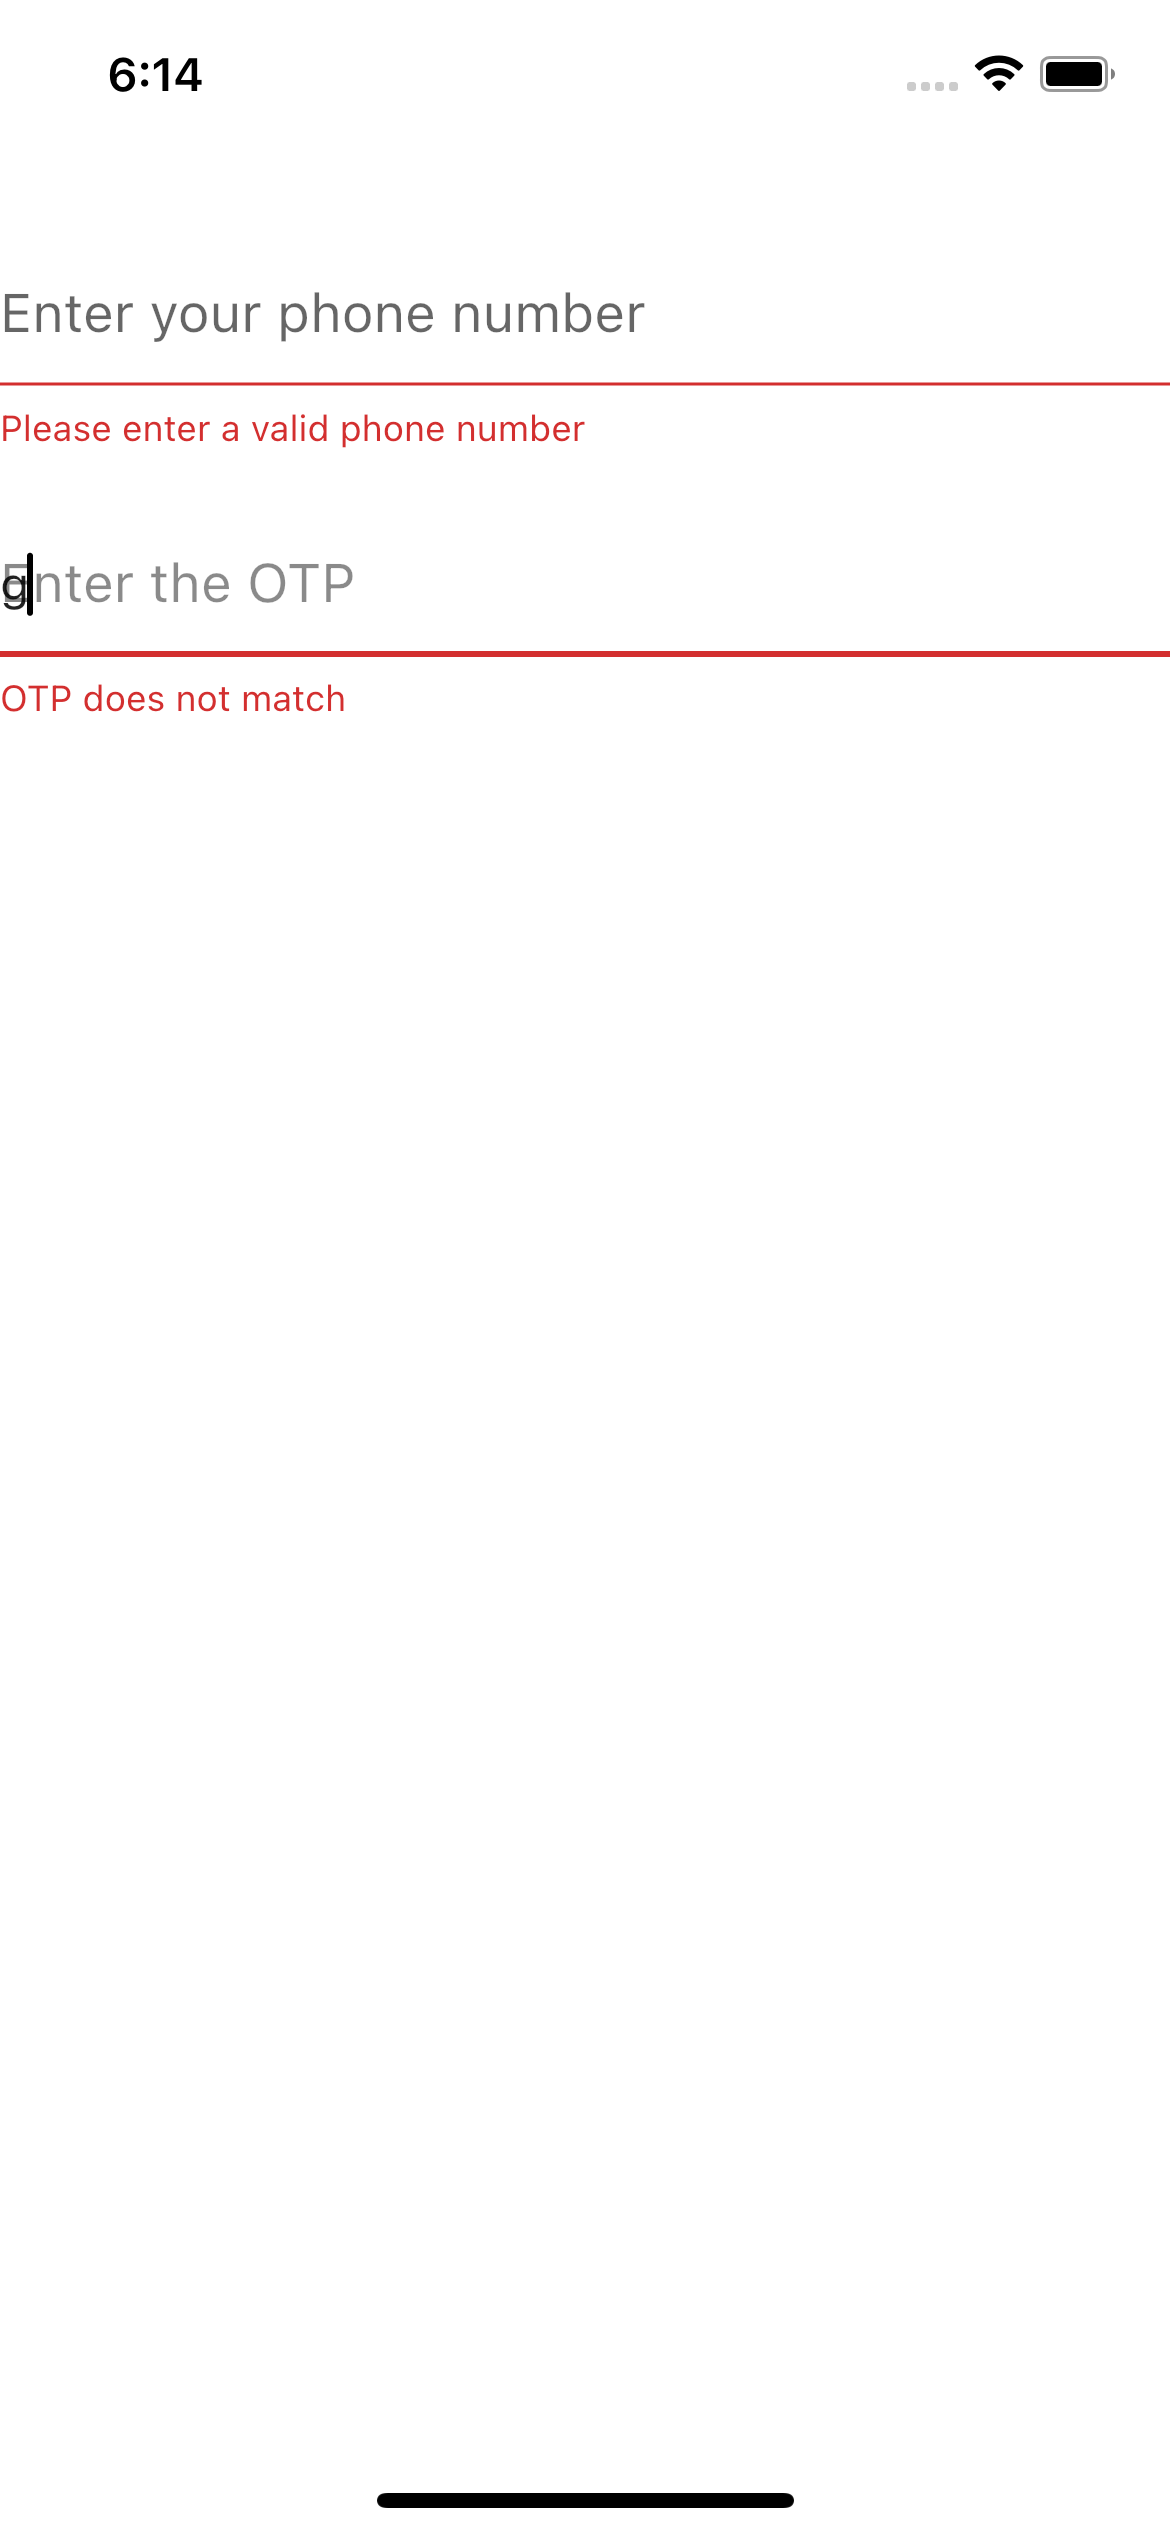 6:14
Enter your phone number
Please enter a valid phone number
Enter the OTP
g
OTP does not match